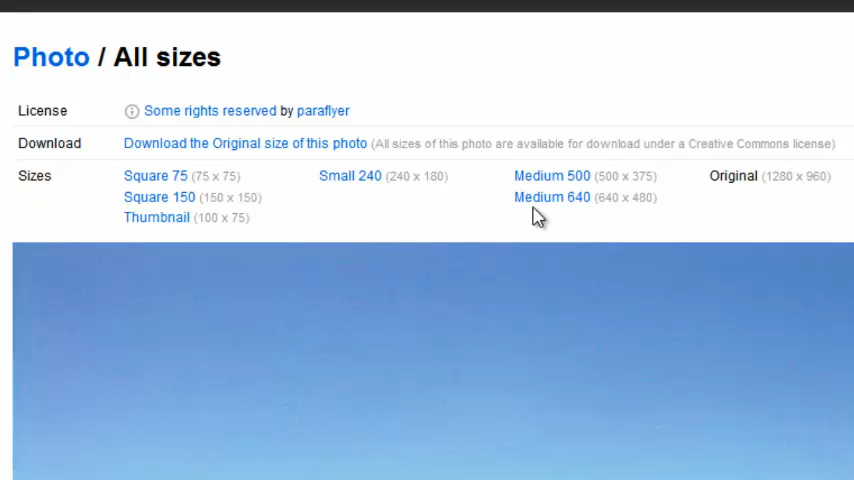 Photo / All sizes
License Some rights reserved by paraflyer
Download Download the Original size of this photo (All sizes of this photo are available for download under a Creative Commons license)
Sizes Square 75 (75 x 75) Small 240 (240 x 180) Medium 500 (500 x 375) Original (1280 x 960)
Square 150 (150 x 150) Medium 640 (640 x 480)
Thumbnail (100 x 75)